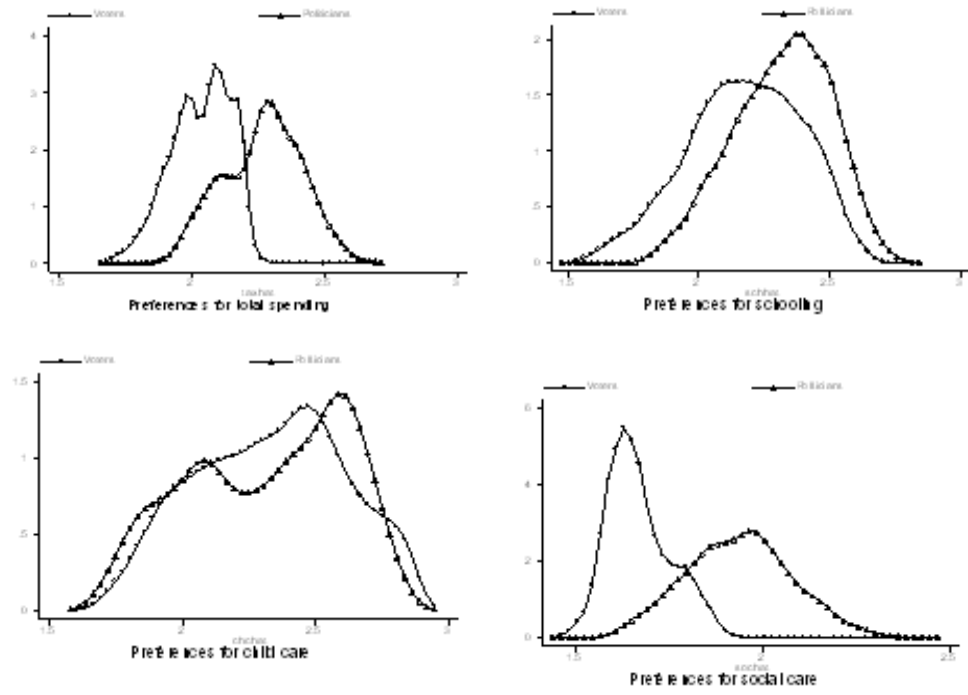 Voters Politicians
4
3
2
1
0
1.5 2 2.5 3
Preferences for total spending
Voters Politicians
2
1.5
1
.5
0
1.5 2 2.5 3
Preferences for schooling
Voters Politicians
1.5
1
.5
0
1.5 2 2.5 3
Preferences for child care
Voters Politicians
6
4
2
0
1.5 2 2.5
Preferences for social care